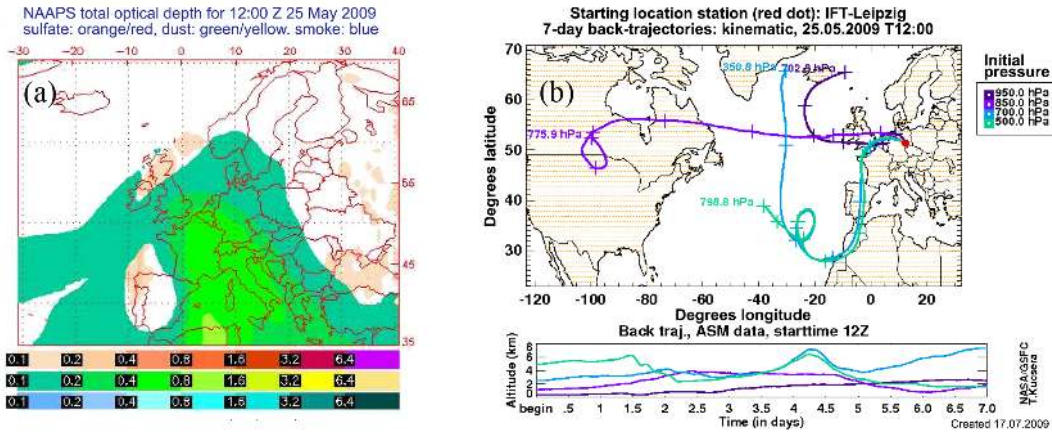 NAAPS total optical depth for 12:00 Z 25 May 2009
sulfate: orange/red, dust: green/yellow. smoke: blue
-30 -20 -10 0 10 20 30 40
(a)
65
55
45
35
0.1 0.2 0.4 0.8 1.6 3.2 6.4
0.1 0.2 0.4 0.8 1.6 3.2 6.4
0.1 0.2 0.4 0.8 1.6 3.2 6.4
Starting location station (red dot): IFT-Leipzig
7-day back-trajectories: kinematic, 25.05.2009 T12:00
(b)
Degrees latitude
70
60
50
40
30
350.8 hPa
775.9 hPa
798.8 hPa
-120 -100 -80 -60 -40 -20 0 20
Degrees longitude
Initial
pressure
950.0 hPa
850.0 hPa
700.0 hPa
500.0 hPa
Back traj., ASM data, starttime 12Z
Altitude (km)
8
6
4
2
0
begin .5 1 1.5 2.0 2.5 3.0 3.5 4.0 4.5 5.0 5.5 6.0 6.5 7.0
Time (in days)
NASA/GSFC
T.Kucsera
Created 17.07.2009